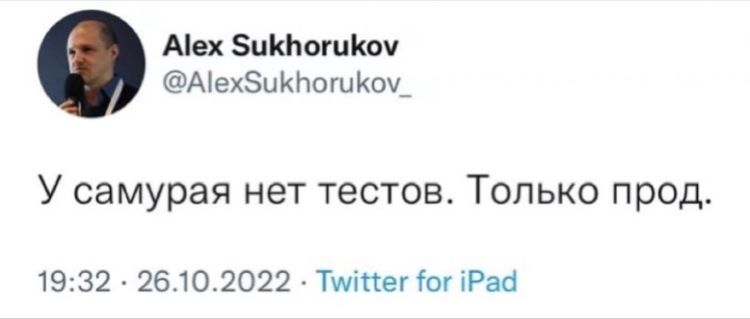 Alex Sukhorukov
@AlexSukhorukov_
У самурая нет тестов. Только прод.
19:32 · 26.10.2022 · Twitter for iPad